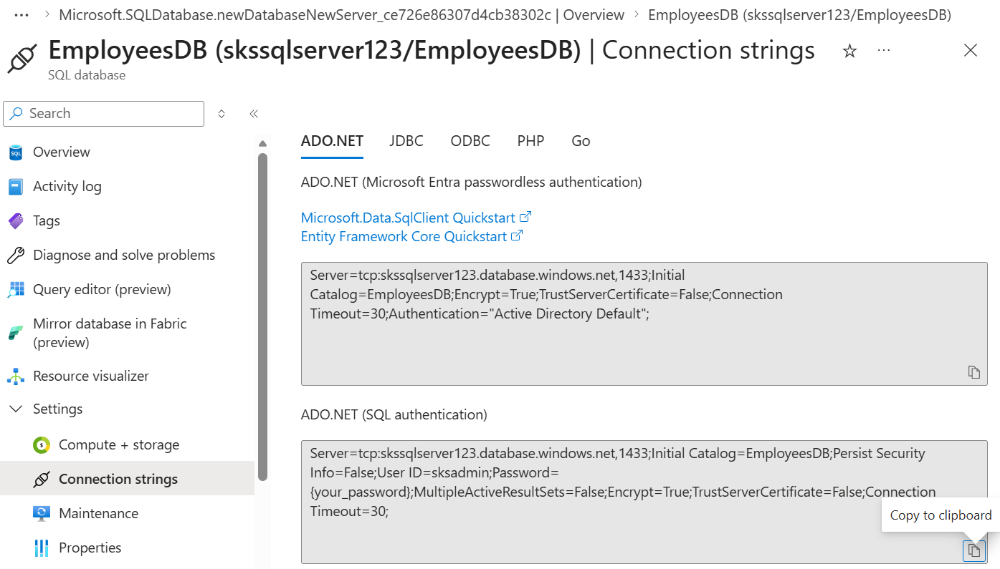 ··· > Microsoft.SQLDatabase.newDatabaseNewServer_ce726e86307d4cb38302c | Overview > EmployeesDB (skssqlserver123/EmployeesDB)
EmployeesDB (skssqlserver123/EmployeesDB) | Connection strings ···
SQL database
Search
Overview
Activity log
Tags
Diagnose and solve problems
Query editor (preview)
Mirror database in Fabric
(preview)
Resource visualizer
Settings
Compute + storage
Connection strings
Maintenance
Properties
ADO.NET JDBC ODBC PHP Go
ADO.NET (Microsoft Entra passwordless authentication)
Microsoft.Data.SqlClient Quickstart
Entity Framework Core Quickstart
Server=tcp:skssqlserver123.database.windows.net,1433;Initial
Catalog=EmployeesDB;Encrypt=True;TrustServerCertificate=False;Connection
Timeout=30;Authentication="Active Directory Default";
ADO.NET (SQL authentication)
Server=tcp:skssqlserver123.database.windows.net,1433;Initial Catalog=EmployeesDB;Persist Security
Info=False;User ID=sksadmin;Password=
{your_password};MultipleActiveResultSets=False;Encrypt=True;TrustServerCertificate=False;Connection
Timeout=30;
Copy to clipboard